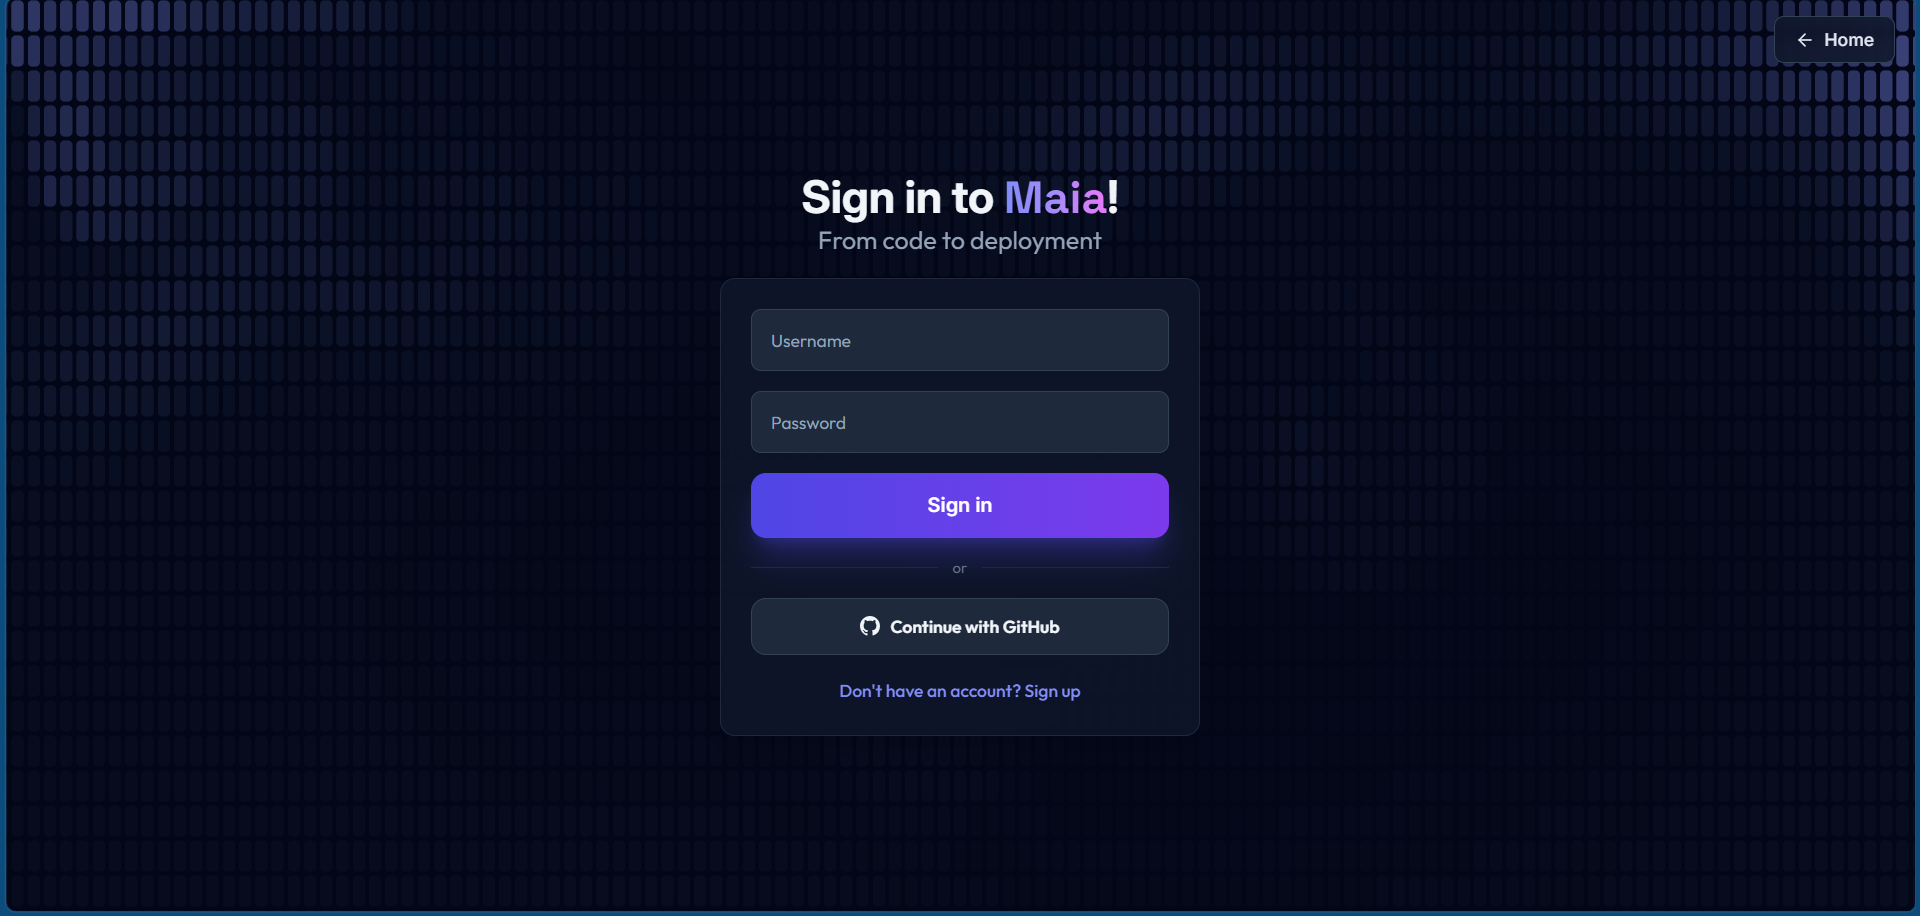 Home
Sign in to Maia!
From code to deployment
Username
Password
Sign in
or
Continue with GitHub
Don't have an account? Sign up